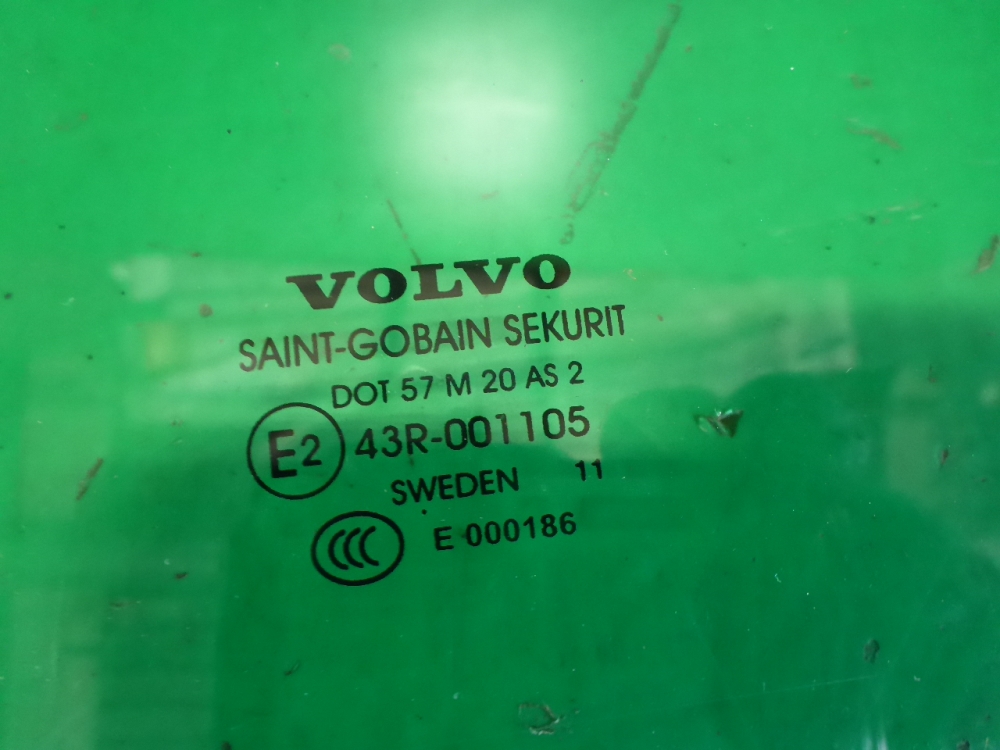 VOLVO
SAINT-GOBAIN SEKURIT
DOT 57 M 20 AS 2
E2 43R-001105
SWEDEN 11
CCC E 000186